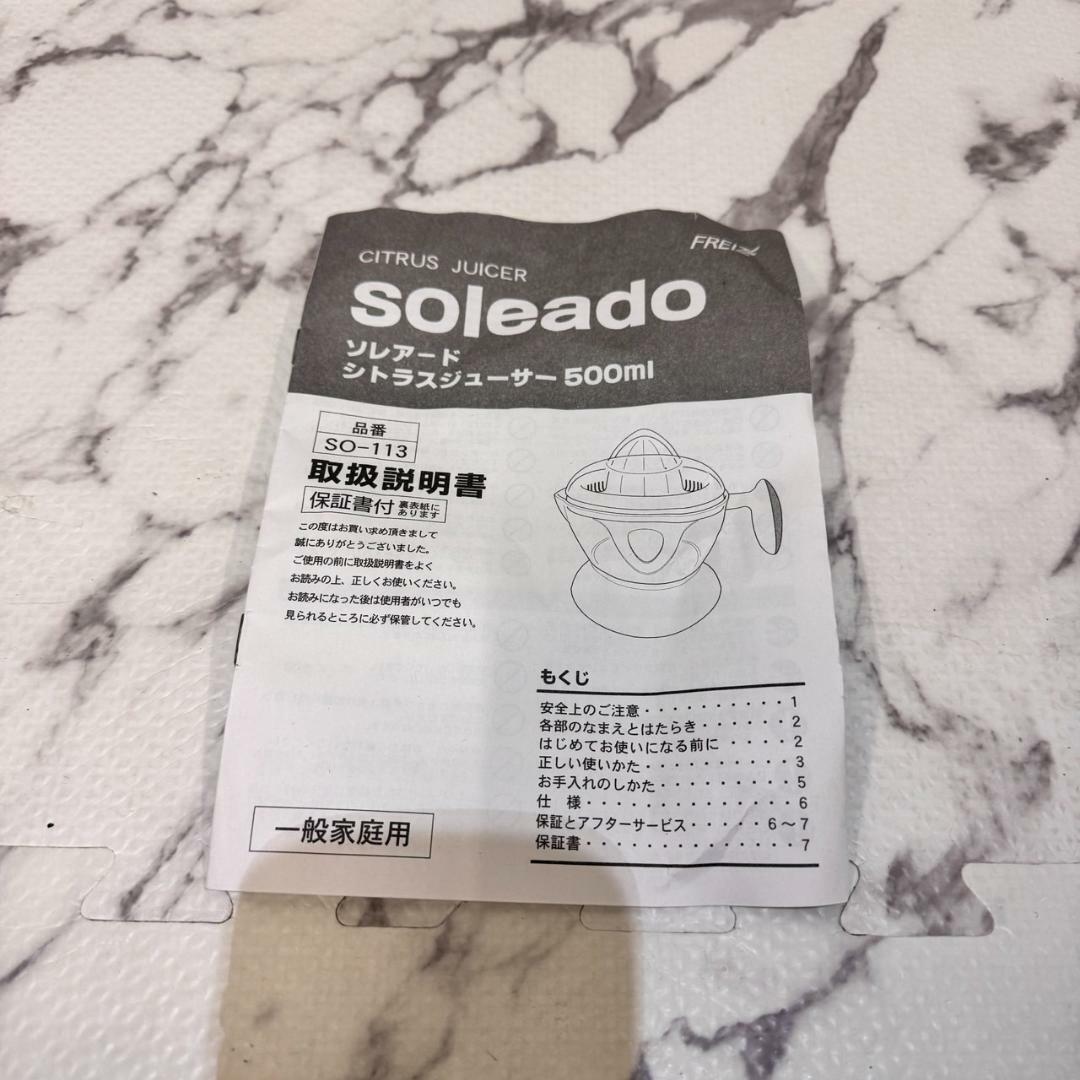 CITRUS JUICER
soleado
ソレアード
シトラスジューサー 500ml
品番
SO-113
取扱説明書
保証書付 裏表紙に
あります
この度はお買い求め頂きまして
誠にありがとうございました。
ご使用の前に取扱説明書をよく
お読みの上、正しくお使いください。
お読みになった後は使用者がいつでも
見られるところに必ず保管してください。
一般家庭用
もくじ
安全上のご注意・・・・・・・・・・1
各部のなまえとはたらき・・・・・・2
はじめてお使いになる前に・・・・2
正しい使いかた・・・・・・・・・・3
お手入れのしかた・・・・・・・・・5
仕 様・・・・・・・・・・・・・・6
保証とアフターサービス・・・・・6～7
保証書・・・・・・・・・・・・・・7